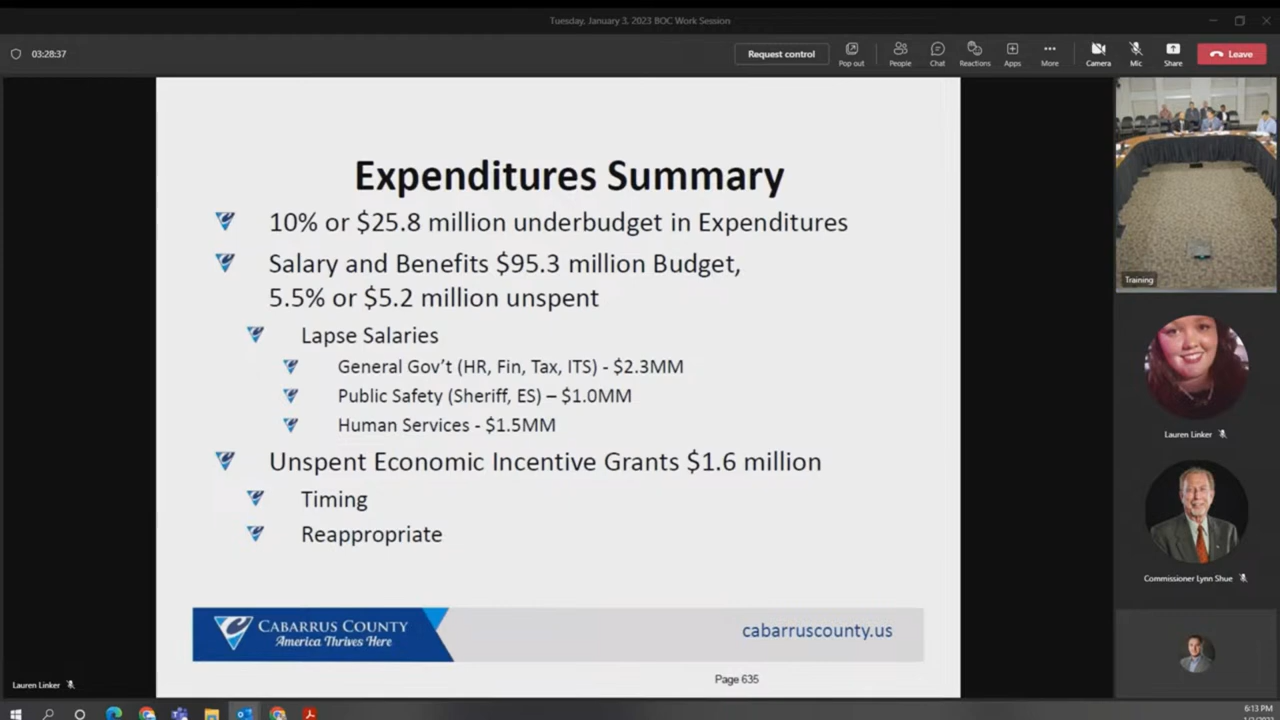 Tuesday, January 3, 2023 BOC Work Session
03:28:37
Request control
Pop out
People
Chat
Reactions
Apps
More
Camera
Mic
Share
Leave
Expenditures Summary
10% or $25.8 million underbudget in Expenditures
Salary and Benefits $95.3 million Budget,
5.5% or $5.2 million unspent
Lapse Salaries
General Gov't (HR, Fin, Tax, ITS) - $2.3MM
Public Safety (Sheriff, ES) – $1.0MM
Human Services - $1.5MM
Unspent Economic Incentive Grants $1.6 million
Timing
Reappropriate
CABARRUS COUNTY
America Thrives Here
cabarruscounty.us
Page 635
Training
Lauren Linker
Commissioner Lynn Shue
Lauren Linker
6:13 PM